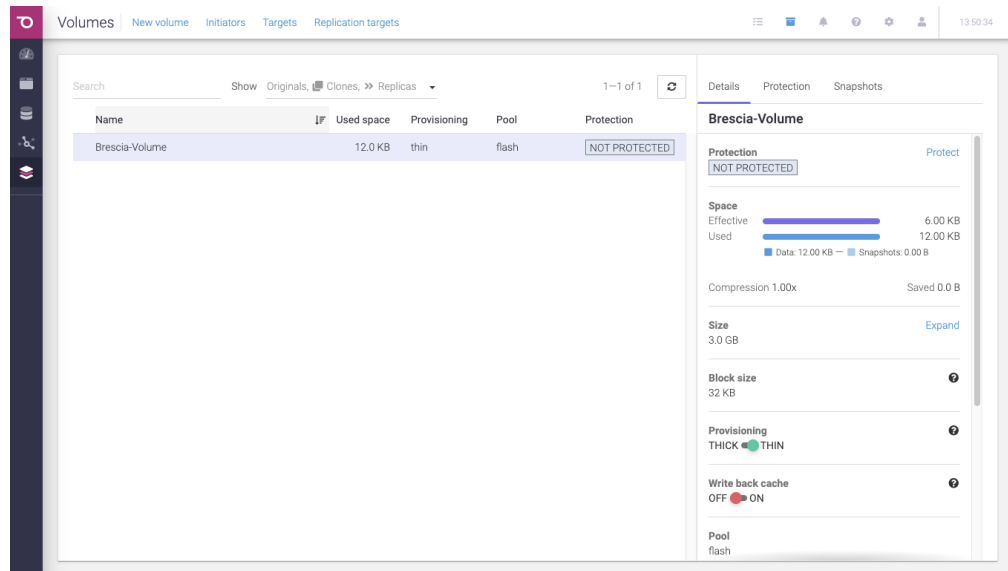 Volumes New volume Initiators Targets Replication targets 13:50:34
Search Show Originals, Clones, Replicas 1–1 of 1
Name Used space Provisioning Pool Protection
Brescia-Volume 12.0 KB thin flash NOT PROTECTED
Details Protection Snapshots
Brescia-Volume
Protection Protect
NOT PROTECTED
Space
Effective 6.00 KB
Used 12.00 KB
Data: 12.00 KB — Snapshots: 0.00 B
Compression 1.00x Saved 0.0 B
Size Expand
3.0 GB
Block size
32 KB
Provisioning
THICK THIN
Write back cache
OFF ON
Pool
flash